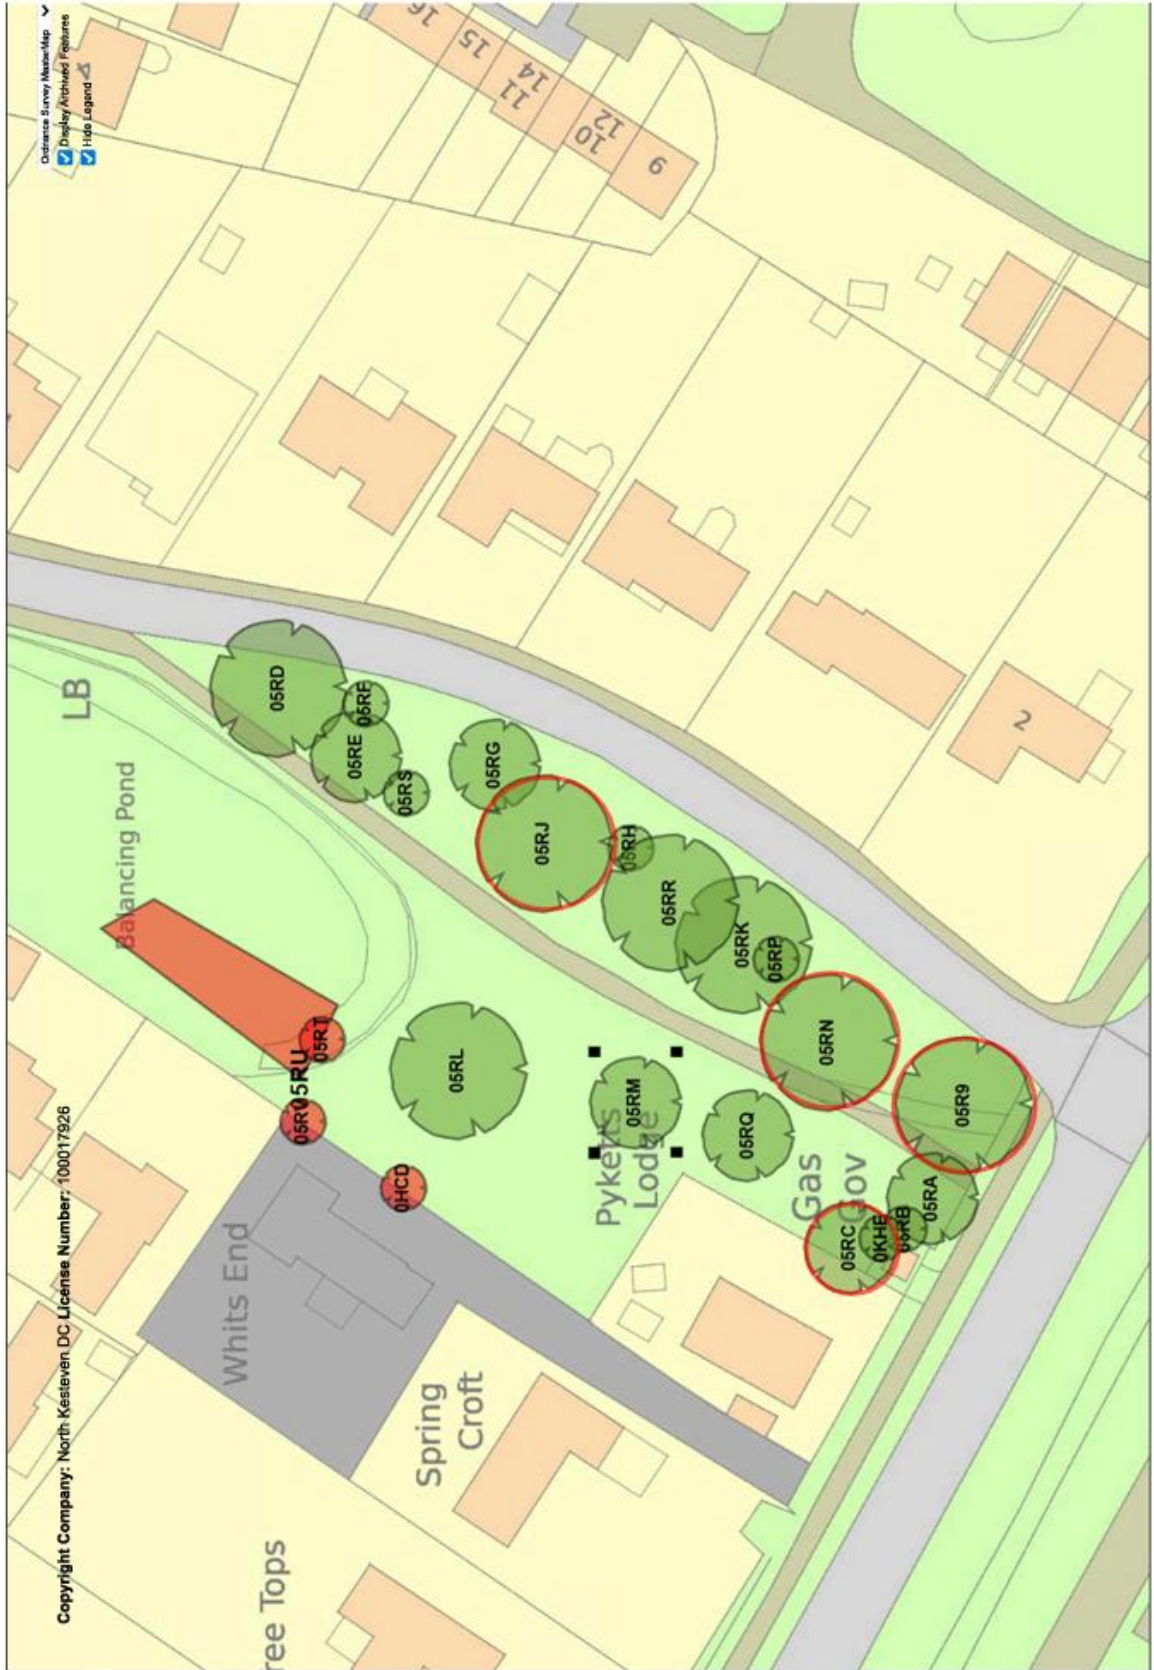 Copyright Company: North Kesteven DC License Number: 100017926
Ordnance Survey MasterMap
Display Archived Features
Hide Legend
LB
Balancing Pond
Whits End
Spring
Croft
ree Tops
Pyketts
Lodge
Gas
Gov
16
15
14
11
12
10
9
2
05RD
05RF
05RE
05RS
05RG
05RJ
05RH
05RR
05RK
05RP
05RN
05R9
05RA
05RB
0KHE
05RC
05RQ
05RM
05RL
05RT
05RU
05RV
0HCD